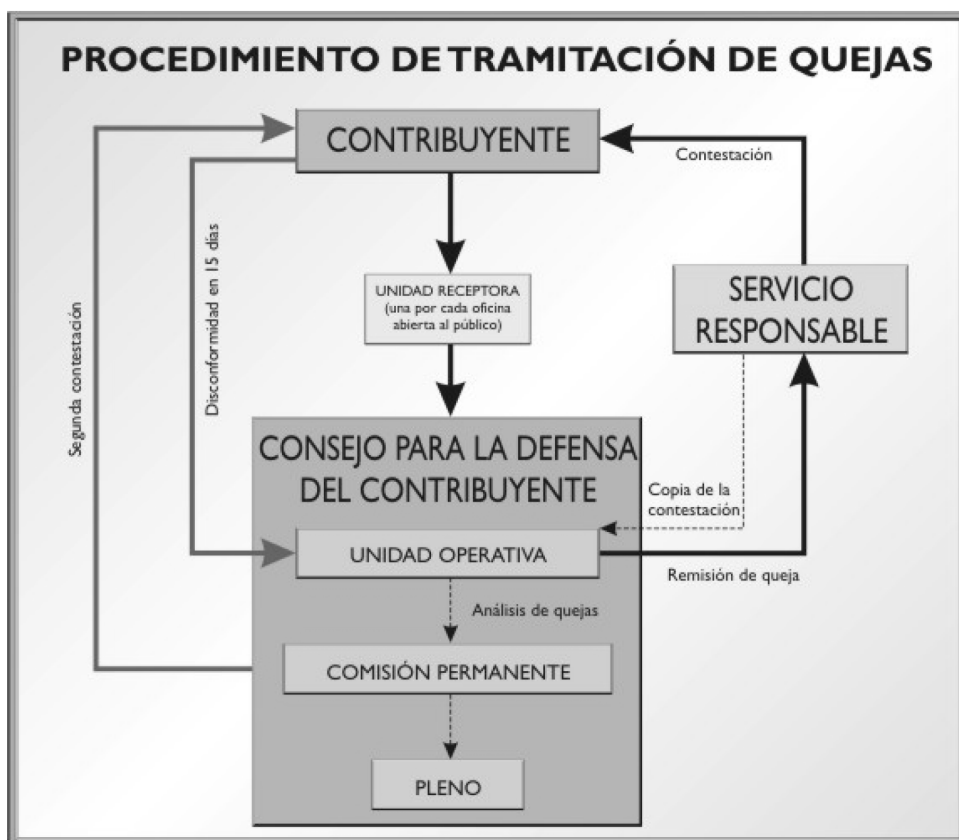 PROCEDIMIENTO DE TRAMITACIÓN DE QUEJAS
CONTRIBUYENTE
Contestación
Disconformidad en 15 días
Segunda contestación
UNIDAD RECEPTORA
(una por cada oficina
abierta al público)
SERVICIO
RESPONSABLE
CONSEJO PARA LA DEFENSA
DEL CONTRIBUYENTE
Copia de la
contestación
UNIDAD OPERATIVA
Remisión de queja
Análisis de quejas
COMISIÓN PERMANENTE
PLENO